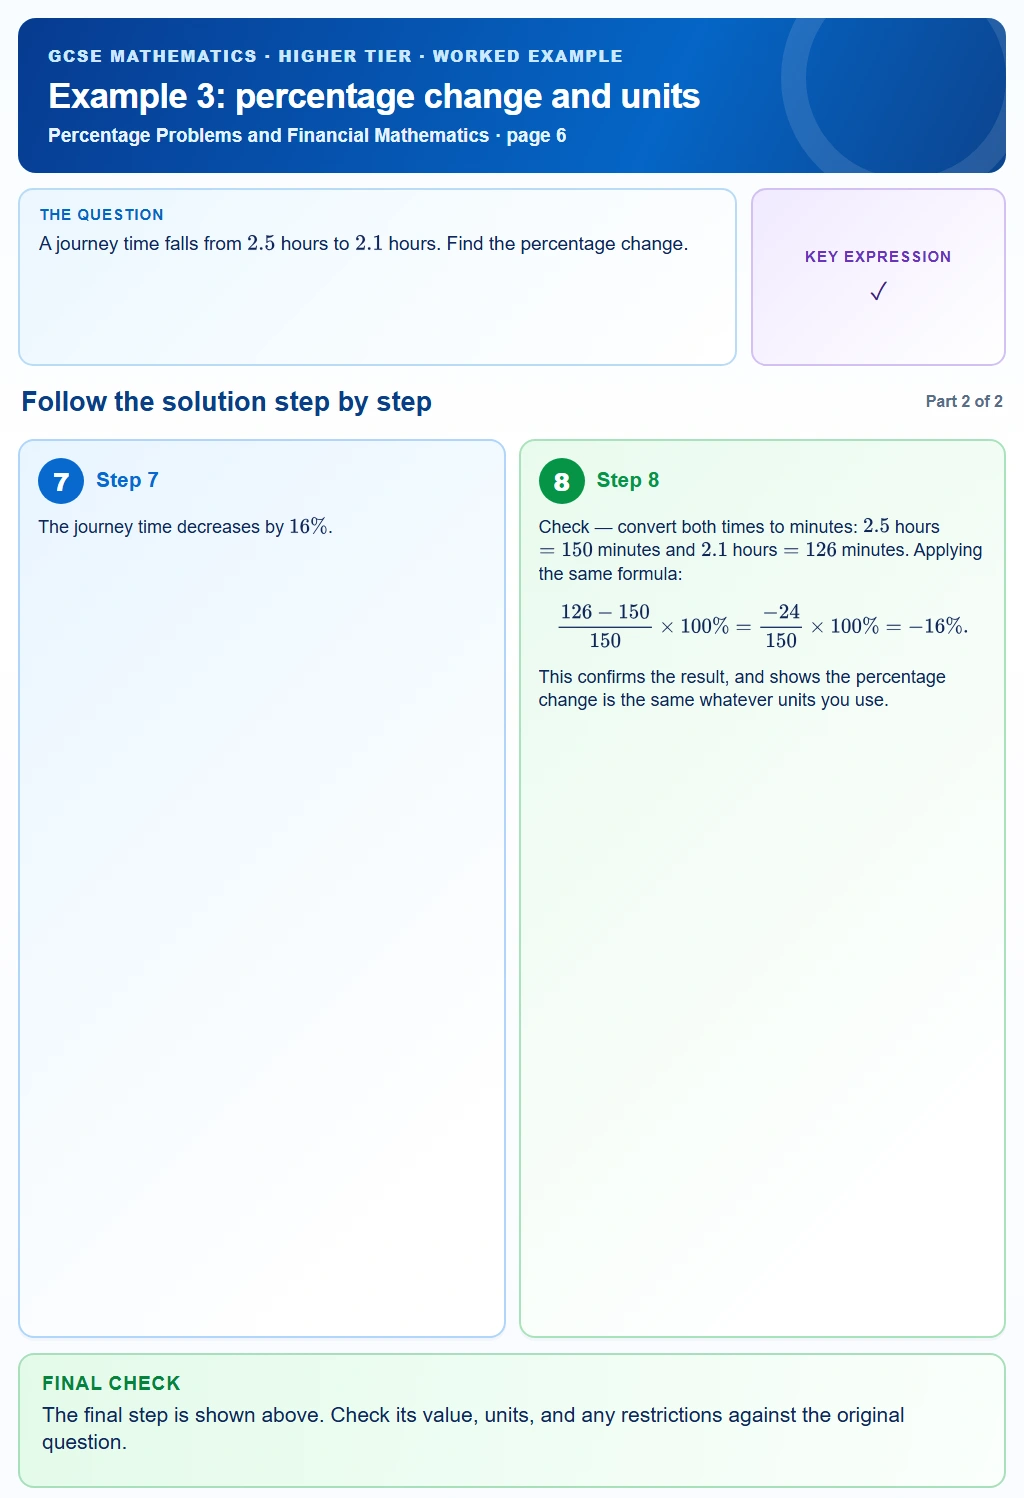 GCSE MATHEMATICS · HIGHER TIER · WORKED EXAMPLE
Example 3: percentage change and units
Percentage Problems and Financial Mathematics · page 6
THE QUESTION
A journey time falls from 2.5 hours to 2.1 hours. Find the percentage change.
KEY EXPRESSION
✓
Follow the solution step by step
Part 2 of 2
7 Step 7
The journey time decreases by 16%.
8 Step 8
Check — convert both times to minutes: 2.5 hours
= 150 minutes and 2.1 hours = 126 minutes. Applying
the same formula:
(126 − 150)/150 × 100% = −24/150 × 100% = −16%.
This confirms the result, and shows the percentage
change is the same whatever units you use.
FINAL CHECK
The final step is shown above. Check its value, units, and any restrictions against the original
question.